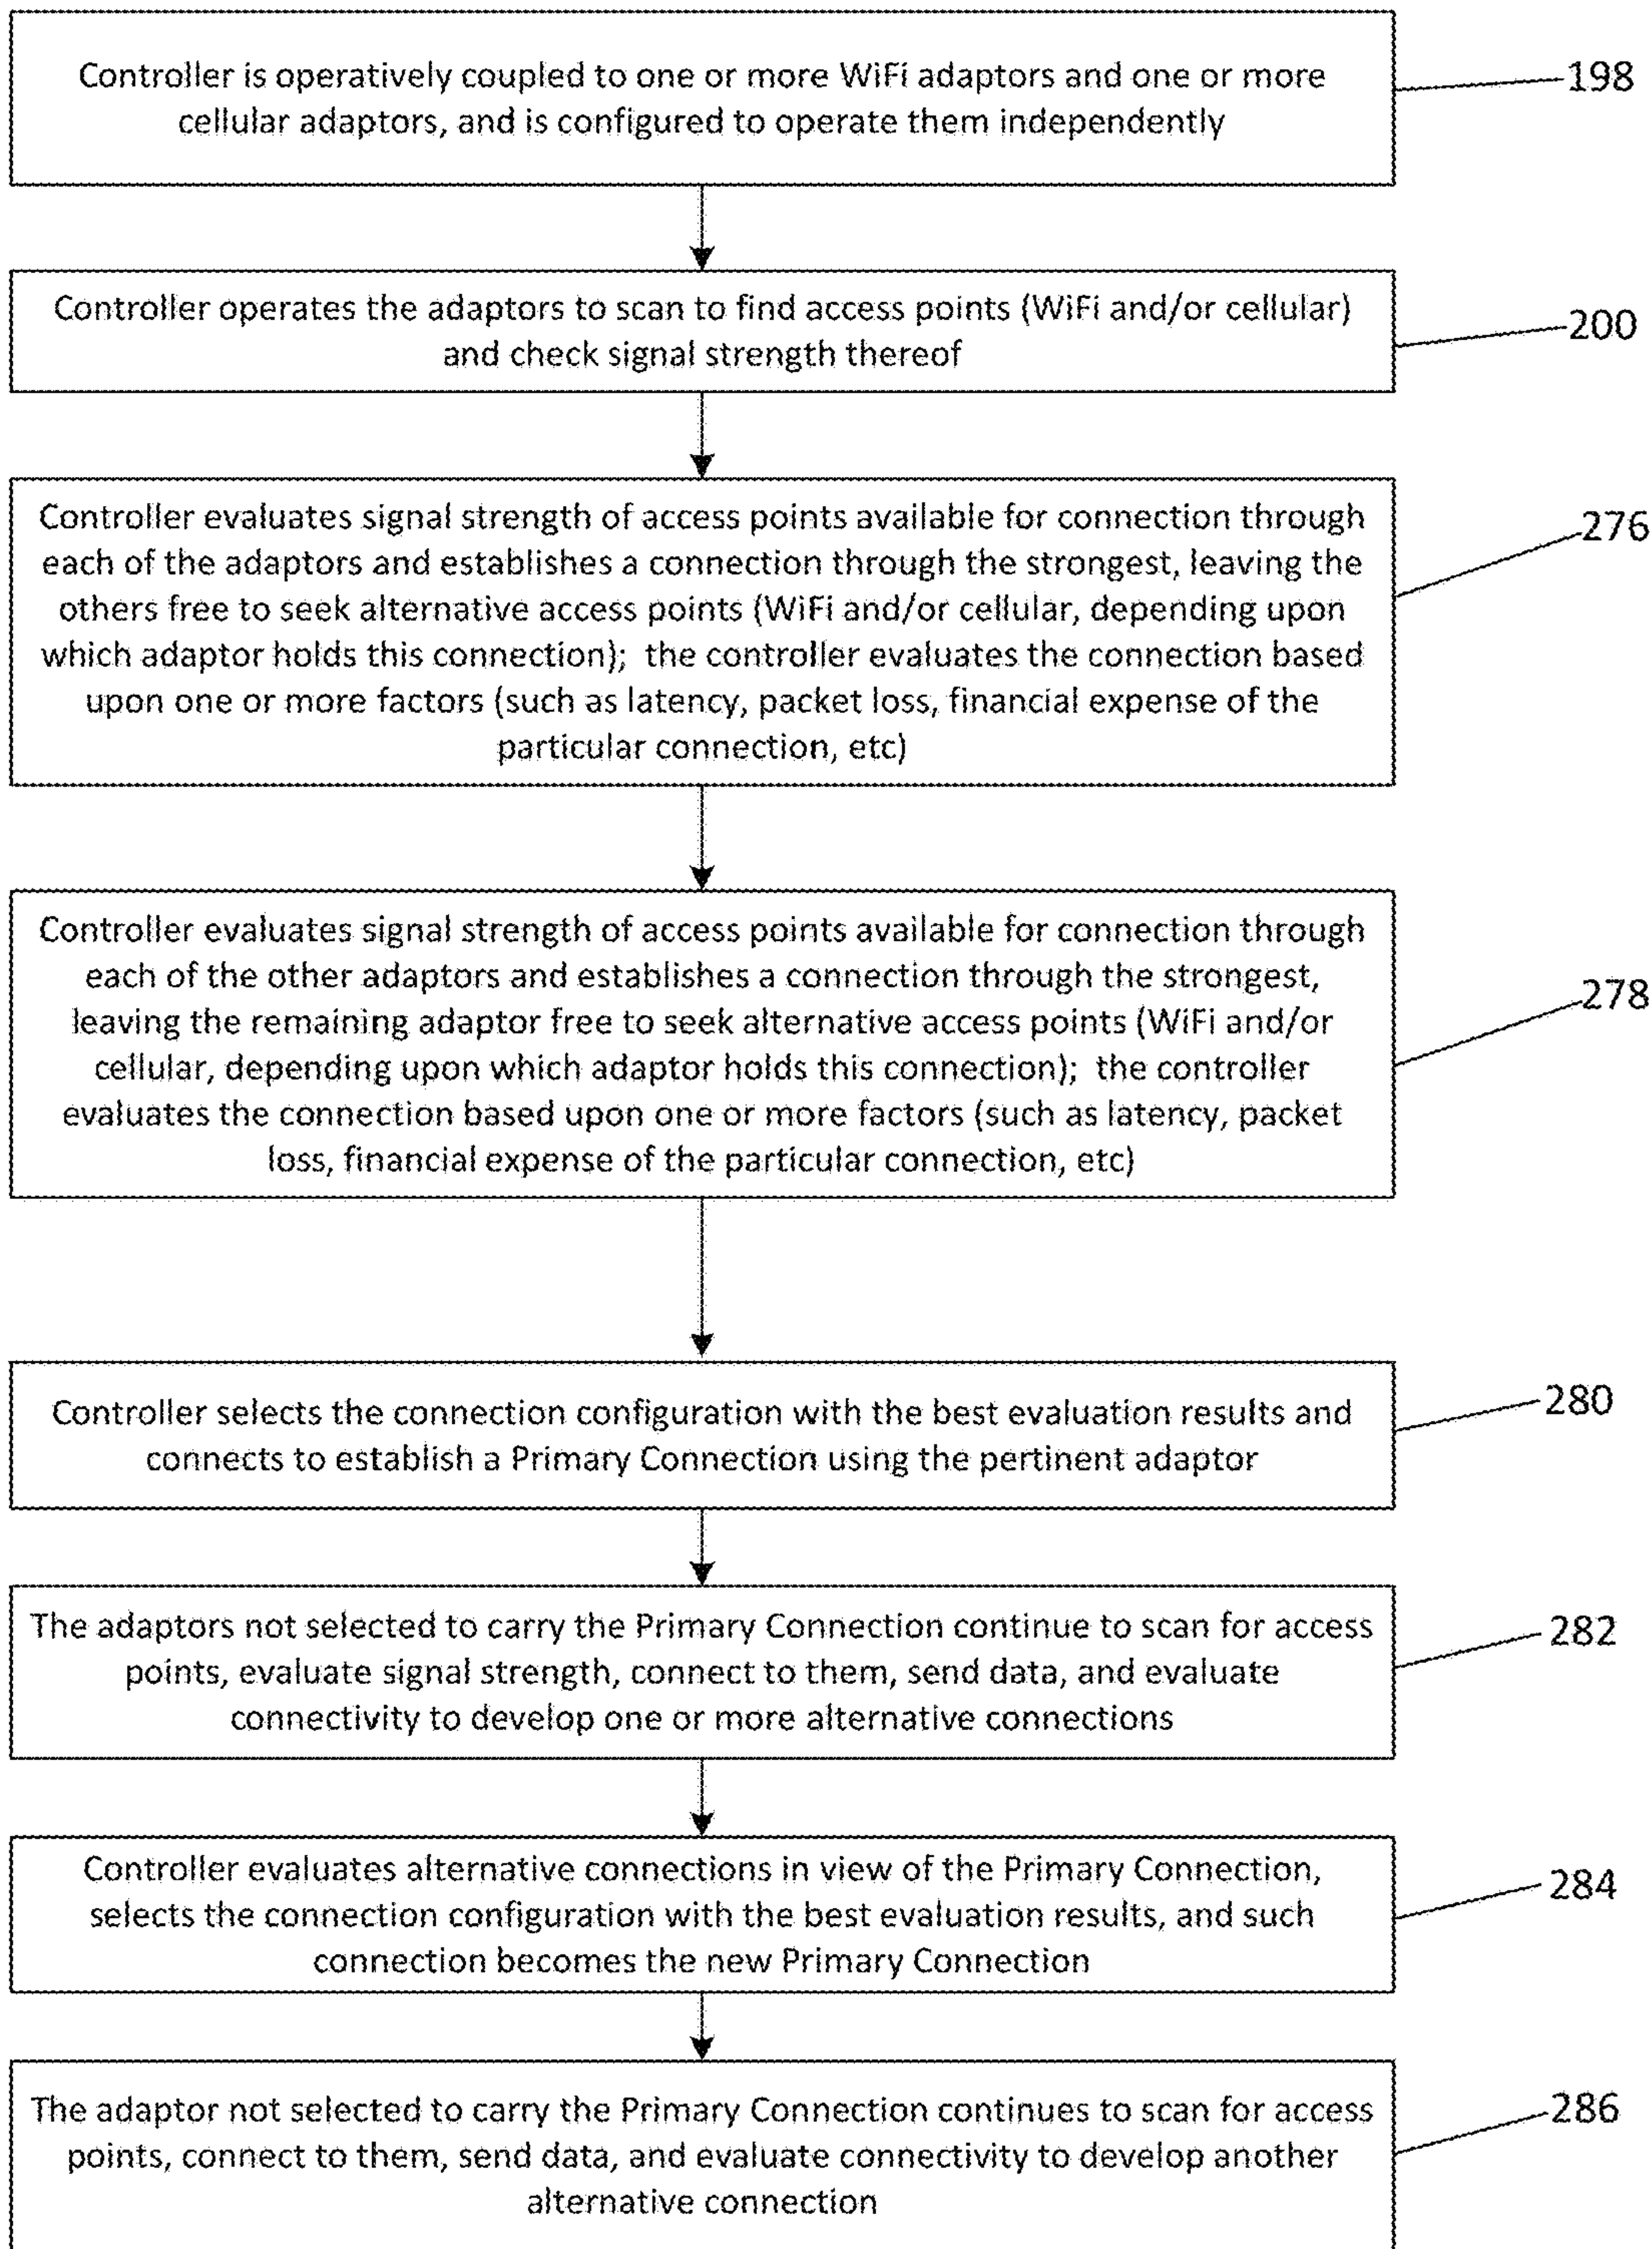 Controller is operatively coupled to one or more WiFi adaptors and one or more
cellular adaptors, and is configured to operate them independently
198
Controller operates the adaptors to scan to find access points (WiFi and/or cellular)
and check signal strength thereof
200
Controller evaluates signal strength of access points available for connection through
each of the adaptors and establishes a connection through the strongest, leaving the
others free to seek alternative access points (WiFi and/or cellular, depending upon
which adaptor holds this connection);  the controller evaluates the connection based
upon one or more factors (such as latency, packet loss, financial expense of the
particular connection, etc)
276
Controller evaluates signal strength of access points available for connection through
each of the other adaptors and establishes a connection through the strongest,
leaving the remaining adaptor free to seek alternative access points (WiFi and/or
cellular, depending upon which adaptor holds this connection);  the controller
evaluates the connection based upon one or more factors (such as latency, packet
loss, financial expense of the particular connection, etc)
278
Controller selects the connection configuration with the best evaluation results and
connects to establish a Primary Connection using the pertinent adaptor
280
The adaptors not selected to carry the Primary Connection continue to scan for access
points, evaluate signal strength, connect to them, send data, and evaluate
connectivity to develop one or more alternative connections
282
Controller evaluates alternative connections in view of the Primary Connection,
selects the connection configuration with the best evaluation results, and such
connection becomes the new Primary Connection
284
The adaptor not selected to carry the Primary Connection continues to scan for access
points, connect to them, send data, and evaluate connectivity to develop another
alternative connection
286